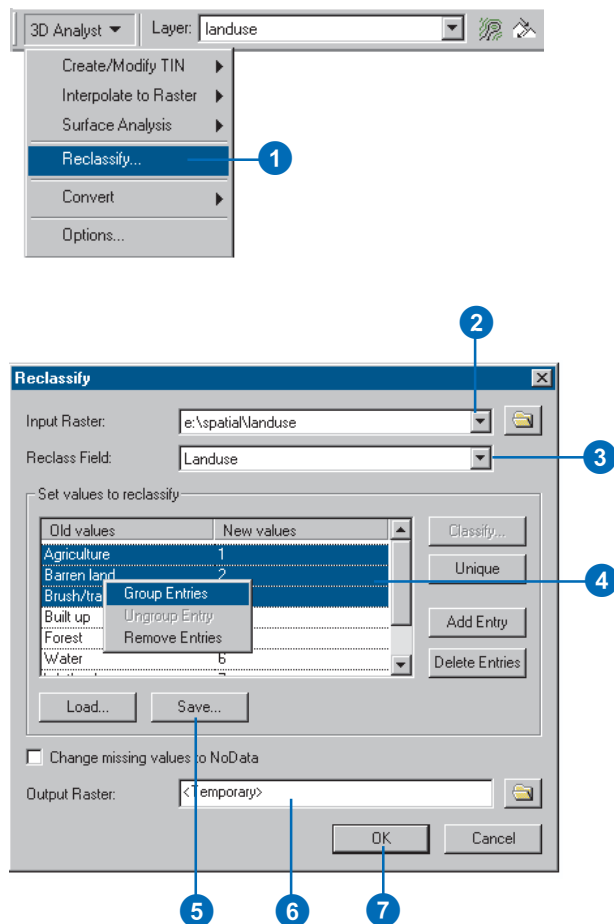 3D Analyst Layer: landuse
Create/Modify TIN
Interpolate to Raster
Surface Analysis
Reclassify... 1
Convert
Options...
2
Reclassify
Input Raster: e:\spatial\landuse
Reclass Field: Landuse 3
Set values to reclassify
Old values New values Classify...
Agriculture 1
Barren land 2 Unique
Brush/tra Group Entries 4
Built up Ungroup Entry Add Entry
Forest Remove Entries
Water 6 Delete Entries
Load... Save...
Change missing values to NoData
Output Raster: <Temporary>
OK Cancel
5 6 7